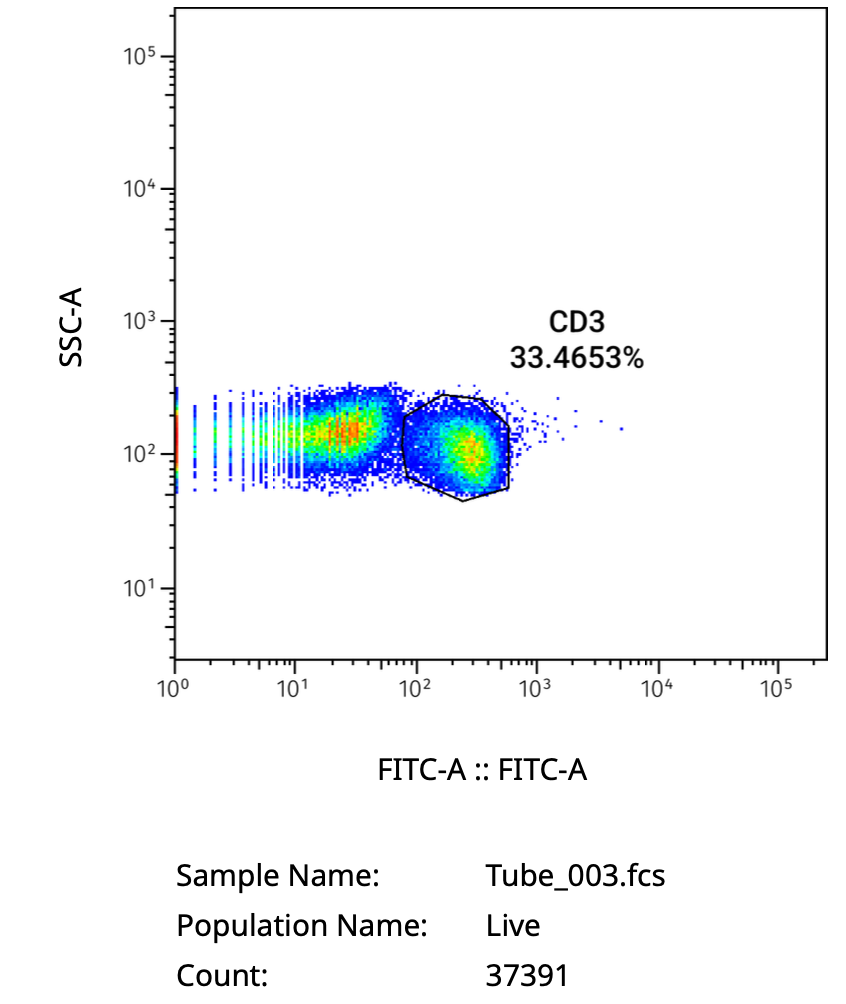 10⁵
10⁴
CD3
10³
33.4653%
SSC-A
10²
10¹
10⁰ 10¹ 10² 10³ 10⁴ 10⁵
FITC-A :: FITC-A
Sample Name: Tube_003.fcs
Population Name: Live
Count: 37391